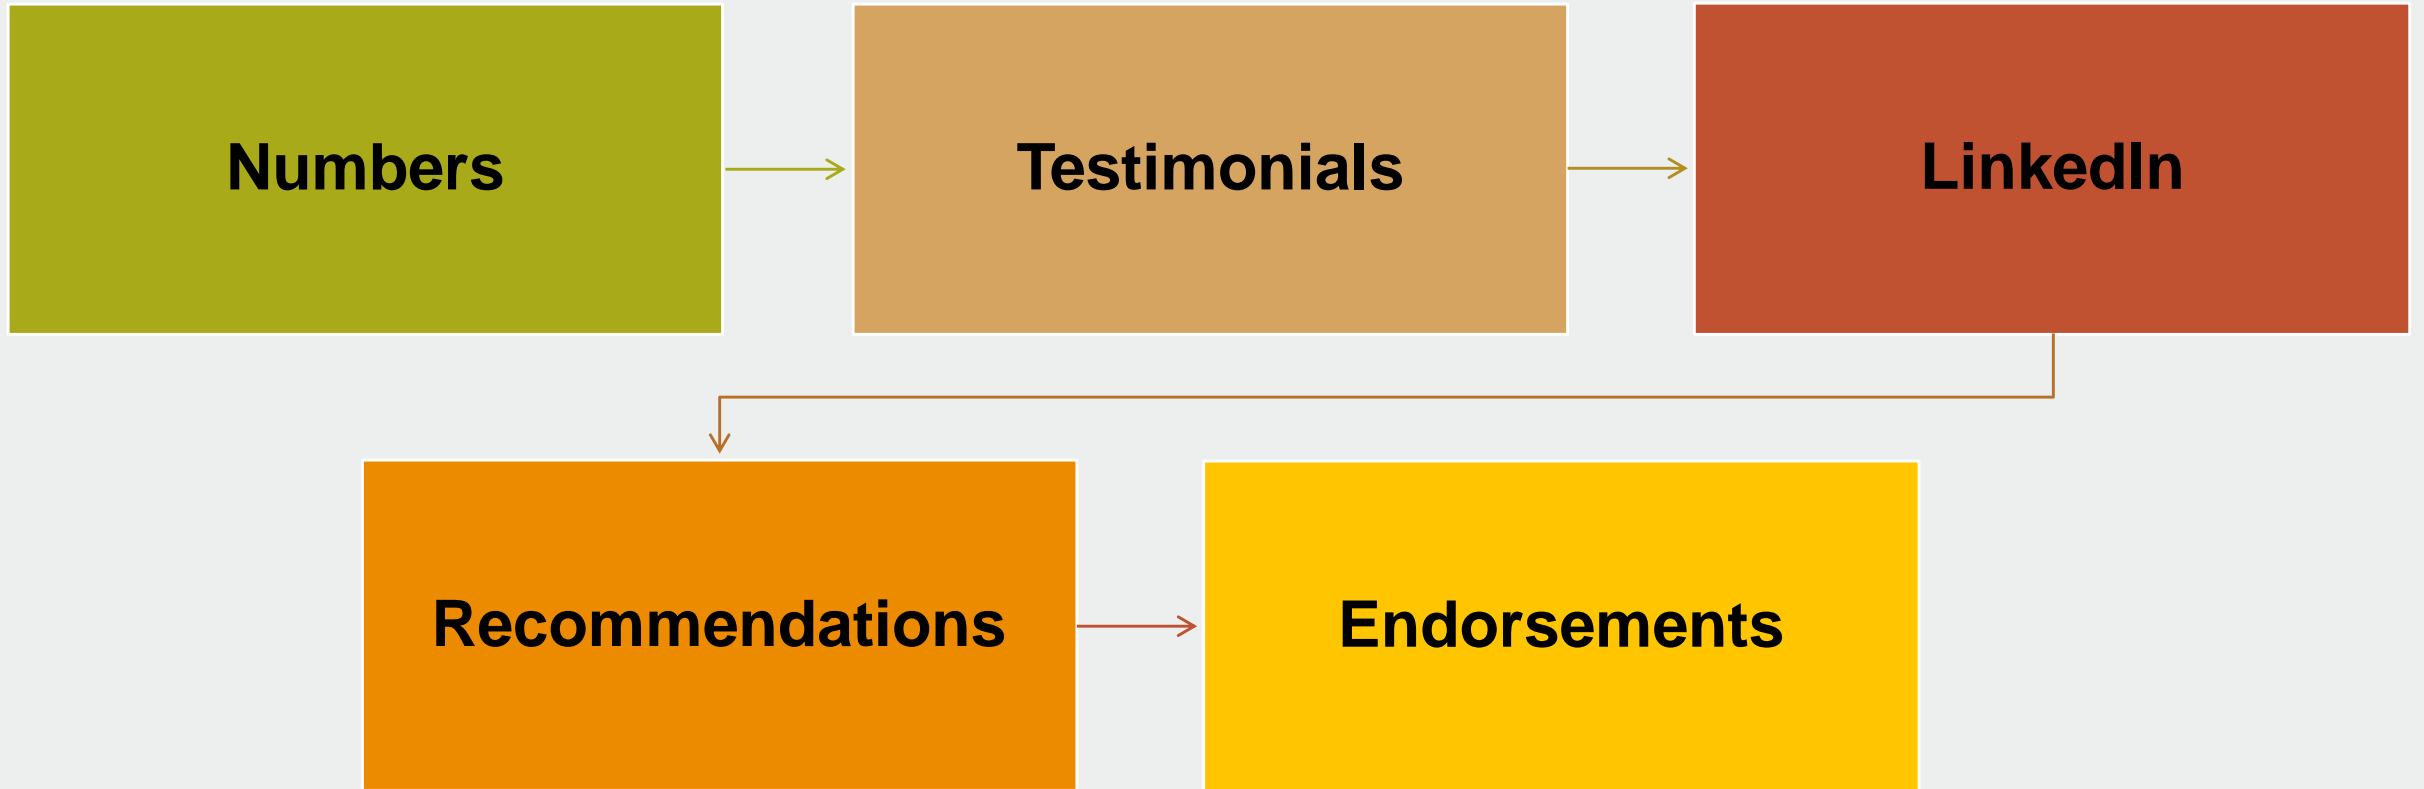 Numbers
Testimonials
LinkedIn
Recommendations
Endorsements